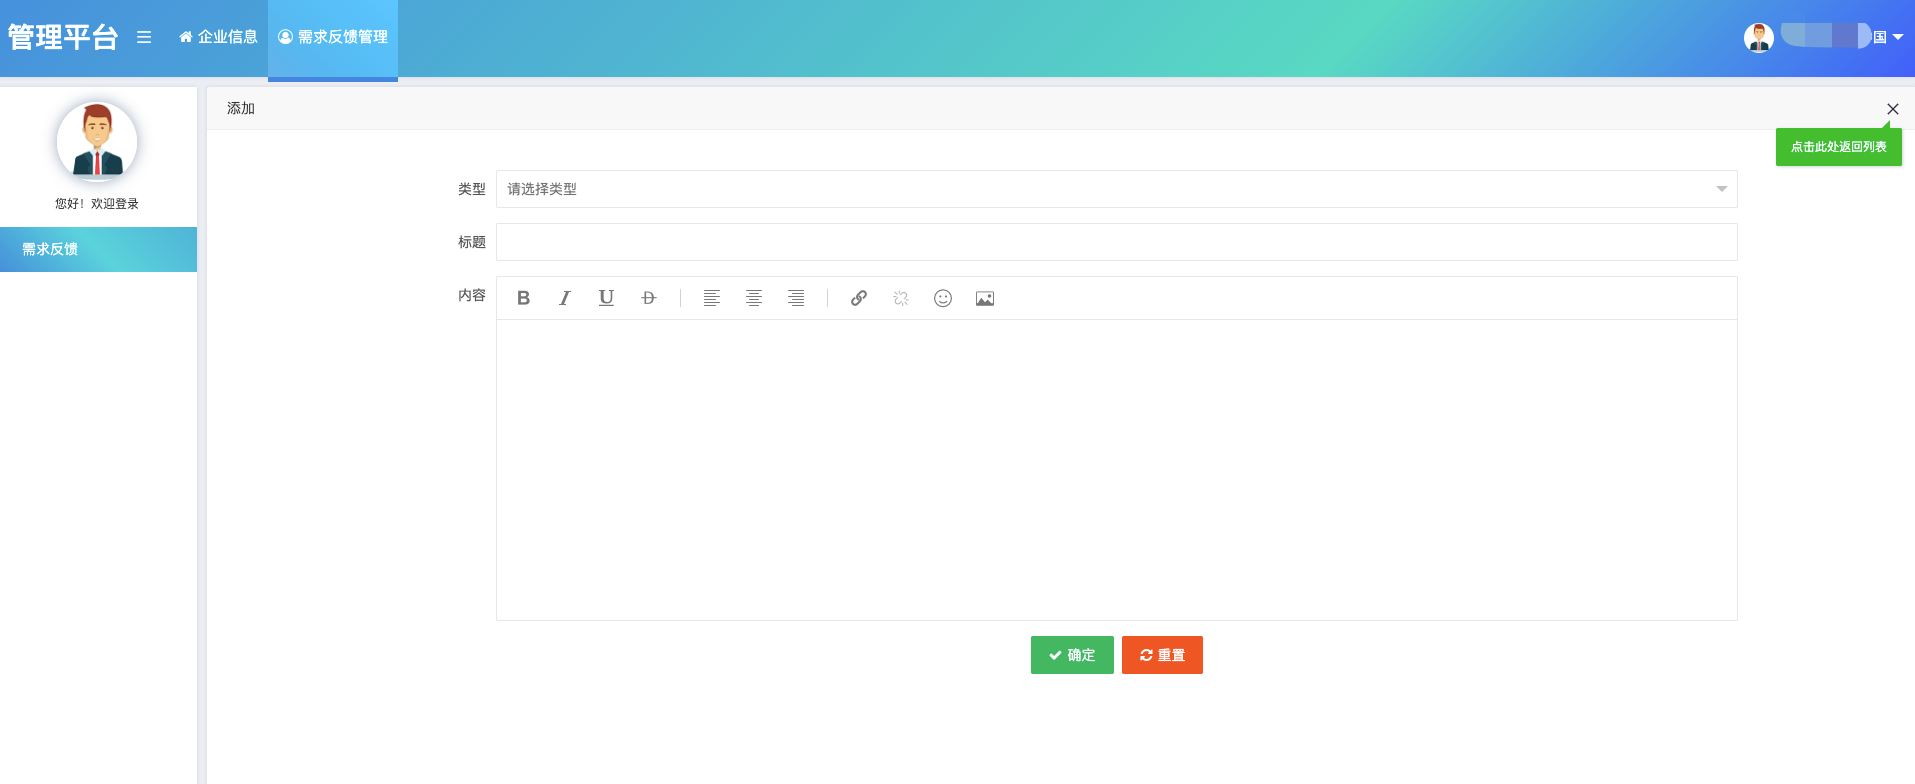 管理平台
企业信息
需求反馈管理
国
添加
点击此处返回列表
您好！欢迎登录
需求反馈
类型
请选择类型
标题
内容
B I U D
确定
重置